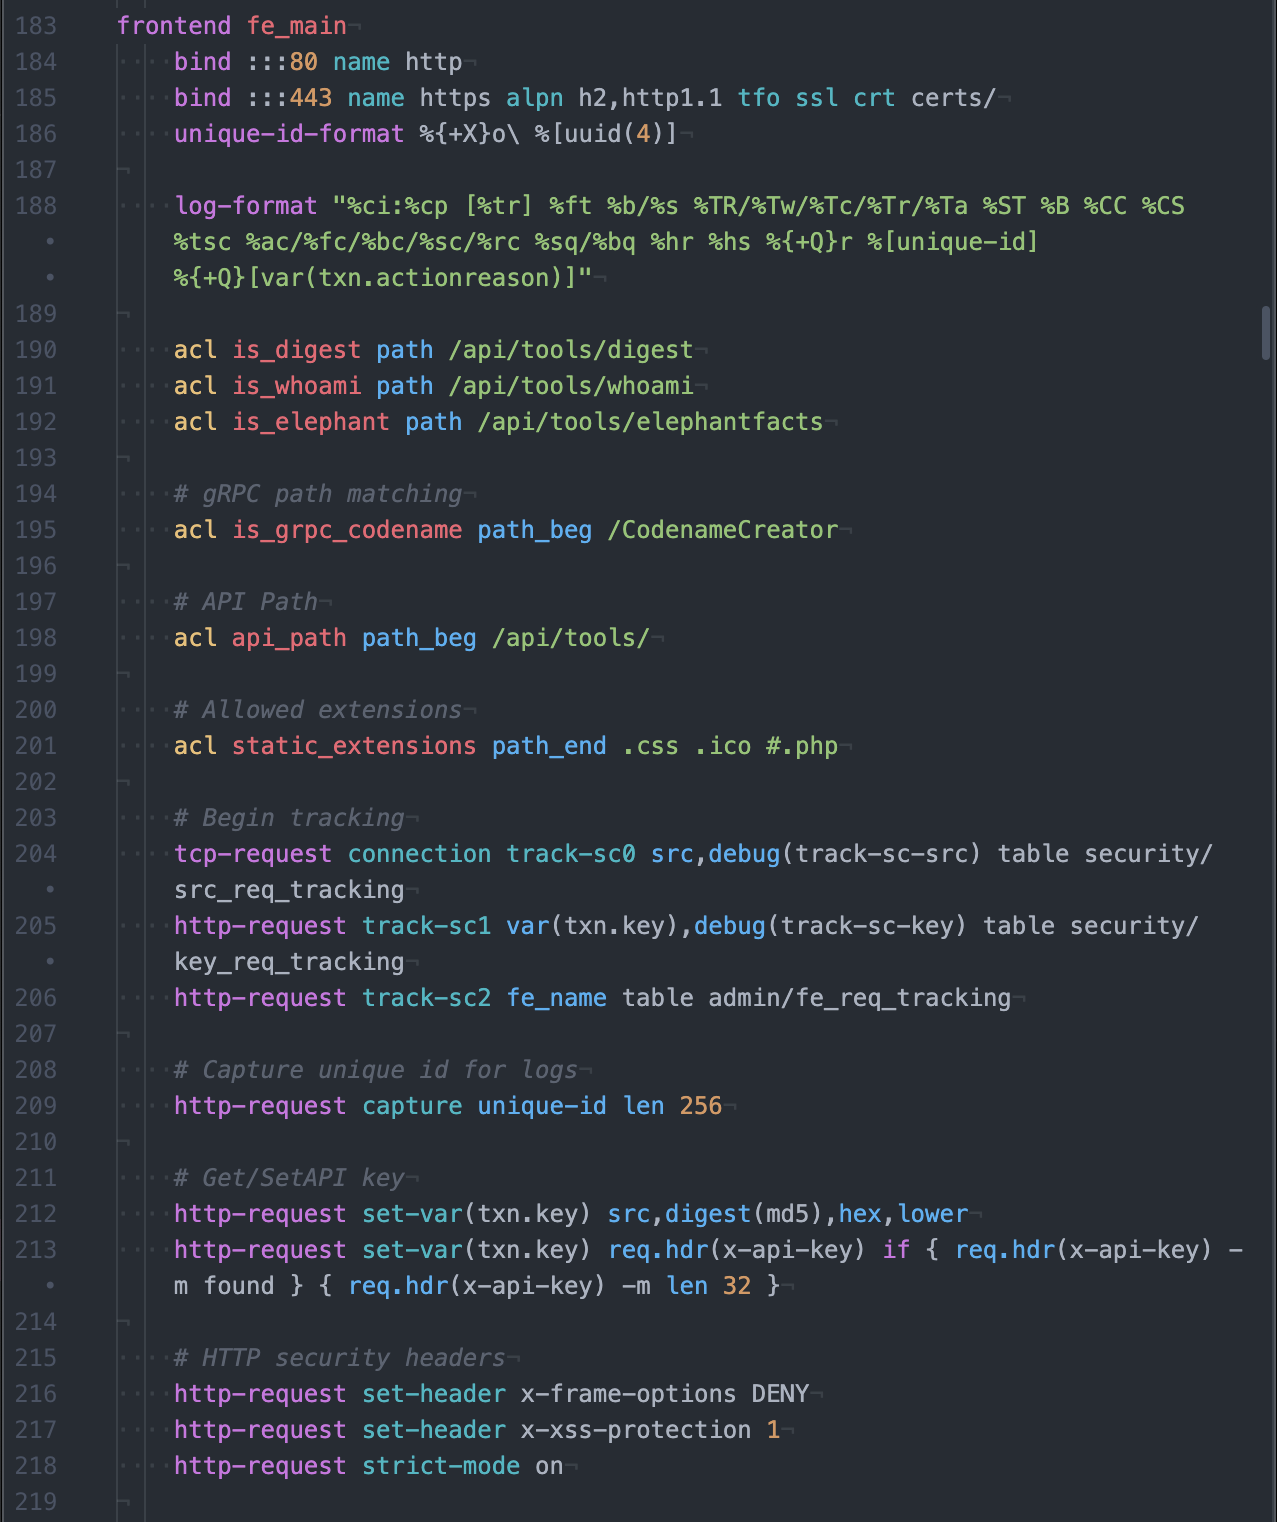 183 frontend fe_main¬
184 ····bind :::80 name http¬
185 ····bind :::443 name https alpn h2,http1.1 tfo ssl crt certs/¬
186 ····unique-id-format %{+X}o\ %[uuid(4)]¬
187 ¬
188 ····log-format "%ci:%cp [%tr] %ft %b/%s %TR/%Tw/%Tc/%Tr/%Ta %ST %B %CC %CS
• %tsc %ac/%fc/%bc/%sc/%rc %sq/%bq %hr %hs %{+Q}r %[unique-id]
• %{+Q}[var(txn.actionreason)]"¬
189 ¬
190 ····acl is_digest path /api/tools/digest¬
191 ····acl is_whoami path /api/tools/whoami¬
192 ····acl is_elephant path /api/tools/elephantfacts¬
193 ¬
194 ····# gRPC path matching¬
195 ····acl is_grpc_codename path_beg /CodenameCreator¬
196 ¬
197 ····# API Path¬
198 ····acl api_path path_beg /api/tools/¬
199 ¬
200 ····# Allowed extensions¬
201 ····acl static_extensions path_end .css .ico #.php¬
202 ¬
203 ····# Begin tracking¬
204 ····tcp-request connection track-sc0 src,debug(track-sc-src) table security/
• src_req_tracking¬
205 ····http-request track-sc1 var(txn.key),debug(track-sc-key) table security/
• key_req_tracking¬
206 ····http-request track-sc2 fe_name table admin/fe_req_tracking¬
207 ¬
208 ····# Capture unique id for logs¬
209 ····http-request capture unique-id len 256¬
210 ¬
211 ····# Get/SetAPI key¬
212 ····http-request set-var(txn.key) src,digest(md5),hex,lower¬
213 ····http-request set-var(txn.key) req.hdr(x-api-key) if { req.hdr(x-api-key) -
• m found } { req.hdr(x-api-key) -m len 32 }¬
214 ¬
215 ····# HTTP security headers¬
216 ····http-request set-header x-frame-options DENY¬
217 ····http-request set-header x-xss-protection 1¬
218 ····http-request strict-mode on¬
219 ¬